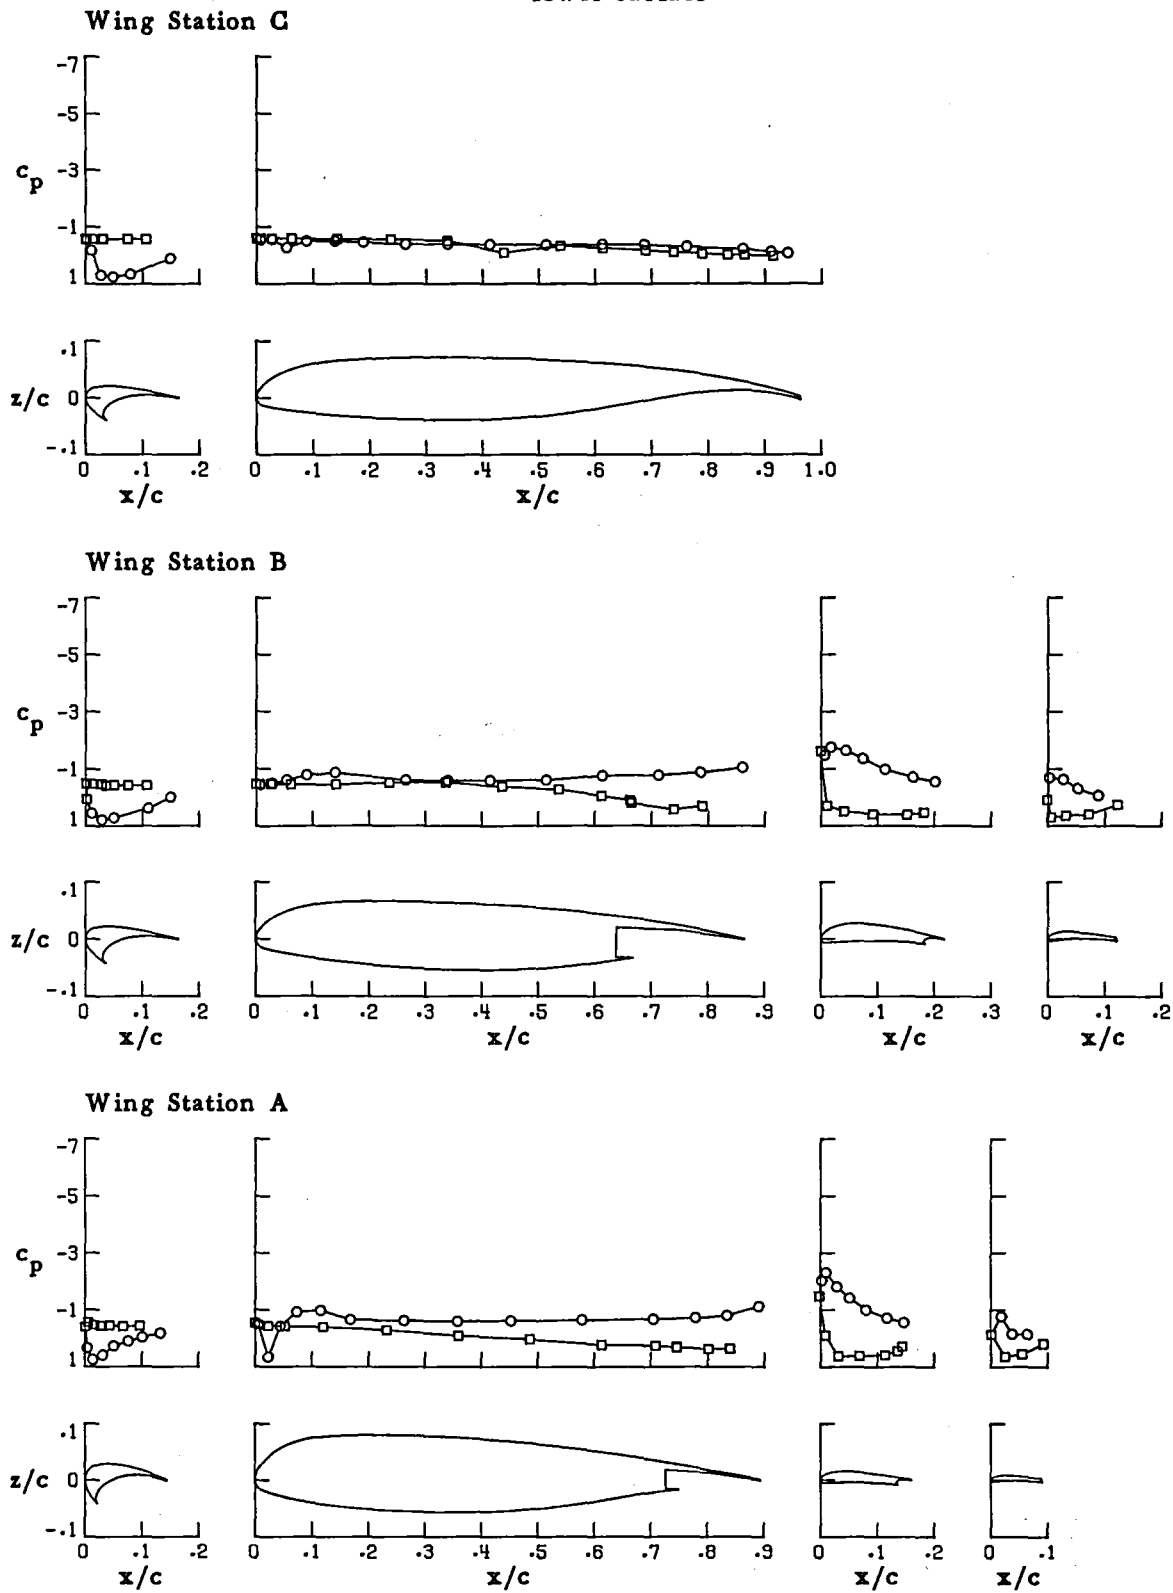 Wing Station C
-7
-5
-3
-1
1
c p
.1
0
-.1
z/c
0 .1 .2
x/c
0 .1 .2 .3 .4 .5 .6 .7 .8 .9 1.0
x/c
Wing Station B
-7
-5
-3
-1
1
c p
.1
0
-.1
z/c
0 .1 .2
x/c
0 .1 .2 .3 .4 .5 .6 .7 .8 .9
x/c
0 .1 .2 .3
x/c
0 .1 .2
x/c
Wing Station A
-7
-5
-3
-1
1
c p
.1
0
-.1
z/c
0 .1 .2
x/c
0 .1 .2 .3 .4 .5 .6 .7 .8 .9
x/c
0 .1 .2
x/c
0 .1
x/c